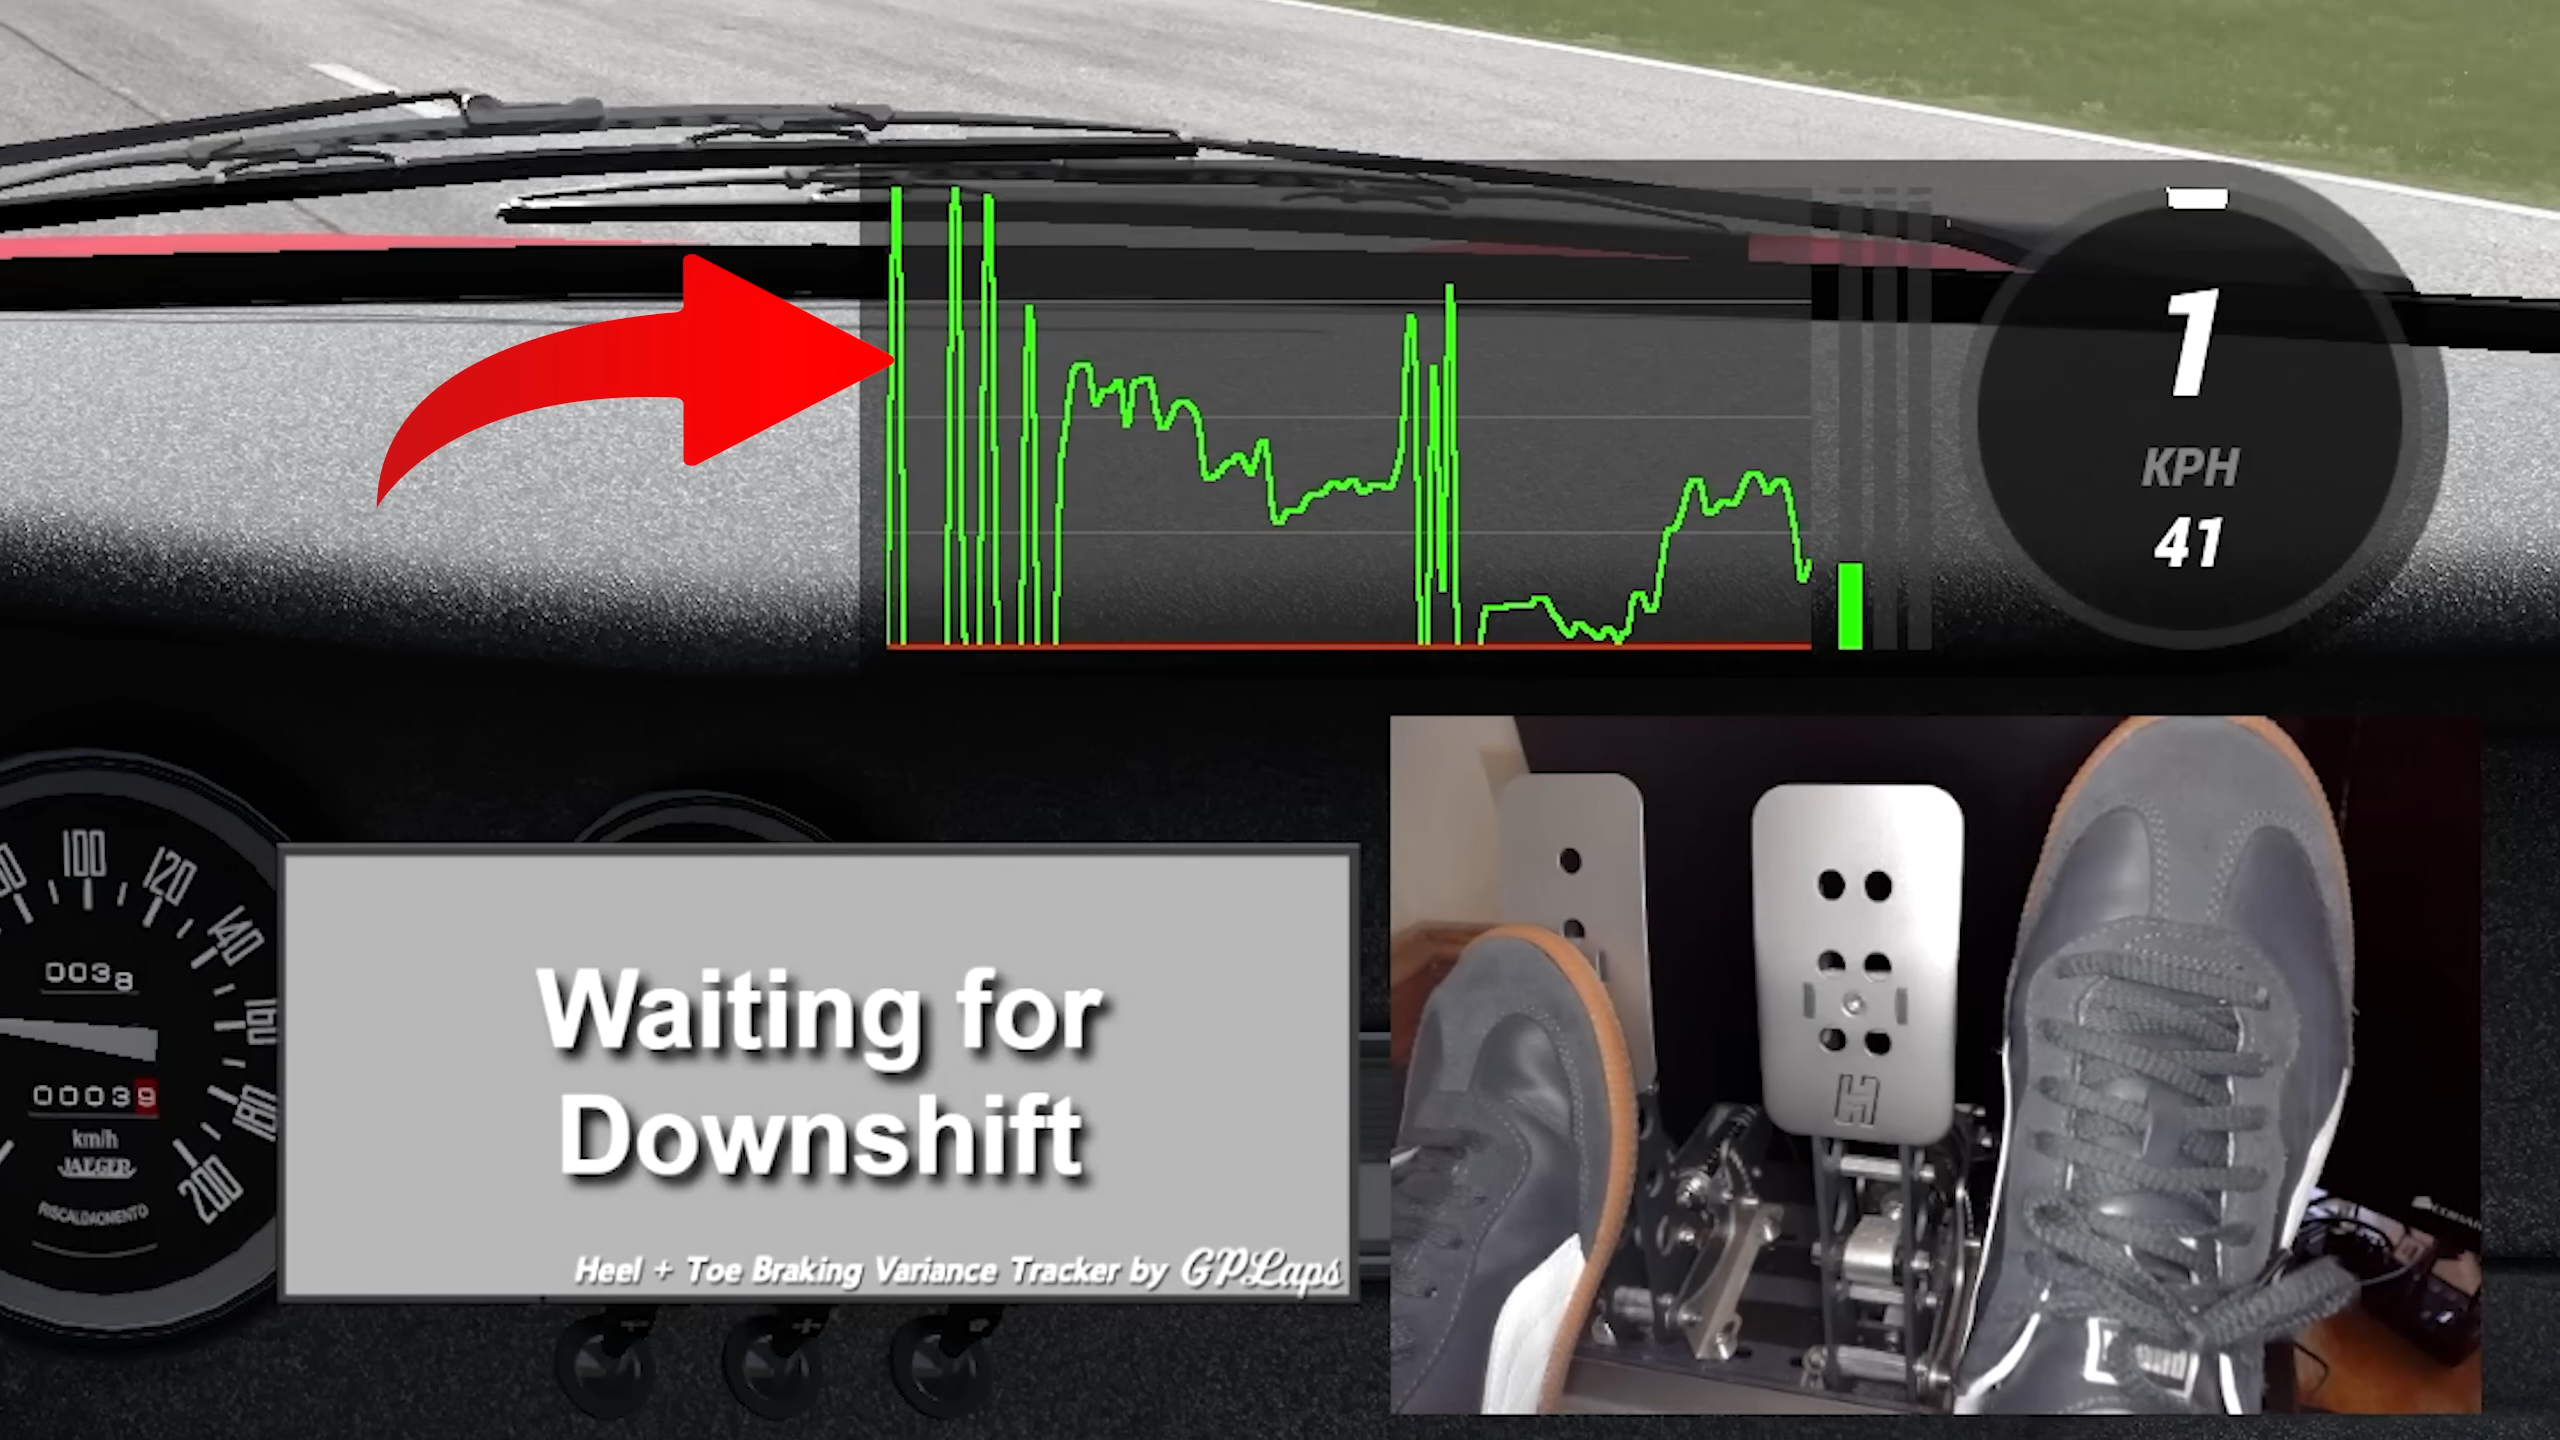 1
KPH
41
100
120
140
160
180
200
0038
00039
km/h
JAEGER
Waiting for
Downshift
Heel + Toe Braking Variance Tracker by GPLaps